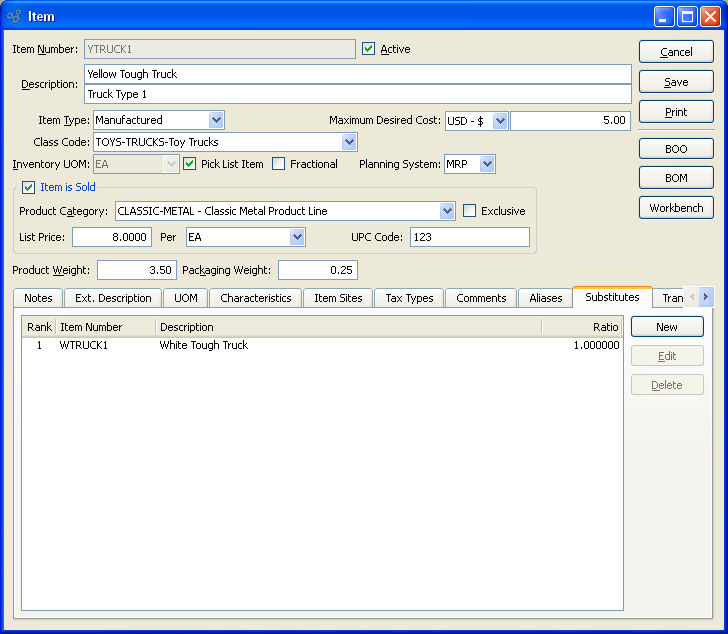 Item
Item Number: YTRUCK1 Active Cancel
Description: Yellow Tough Truck Save
Truck Type 1
Item Type: Manufactured Maximum Desired Cost: USD - $ 5.00 Print
Class Code: TOYS-TRUCKS-Toy Trucks BOO
Inventory UOM: EA Pick List Item Fractional Planning System: MRP BOM
Item is Sold
Product Category: CLASSIC-METAL - Classic Metal Product Line Exclusive Workbench
List Price: 8.0000 Per EA UPC Code: 123
Product Weight: 3.50 Packaging Weight: 0.25
Notes Ext. Description UOM Characteristics Item Sites Tax Types Comments Aliases Substitutes Tran
Rank Item Number Description Ratio New
1 WTRUCK1 White Tough Truck 1.000000
Edit
Delete